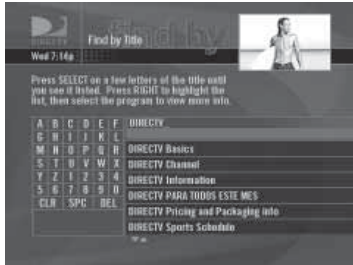 DIRECTV
Find by Title
Wed 7:14p
Press SELECT on a few letters of the title until
you see it listed. Press RIGHT to highlight the
list, then select the program to view more info.
DIRECTV_
A B C D E F
G H I J K L
M N O P Q R
S T U V W X
Y Z 1 2 3 4
5 6 7 8 9 0
CLR SPC DEL
DIRECTV Basics
DIRECTV Channel
DIRECTV Information
DIRECTV PARA TODOS ESTE MES
DIRECTV Pricing and Packaging Info
DIRECTV Sports Schedule